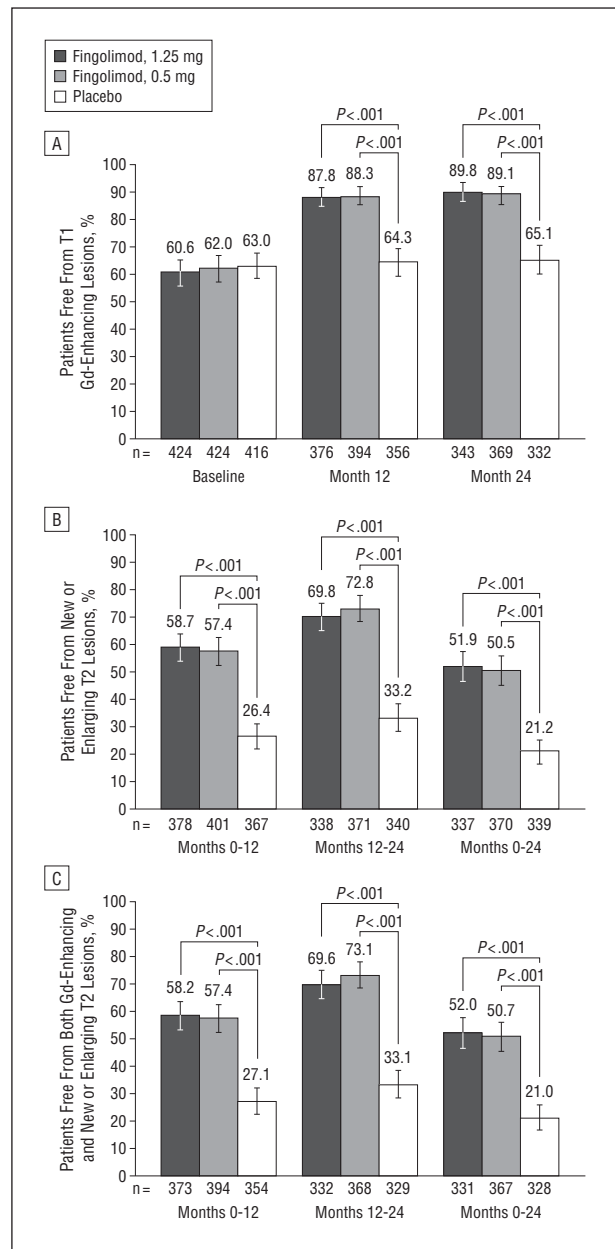 Fingolimod, 1.25 mg
Fingolimod, 0.5 mg
Placebo
A
Patients Free From T1
Gd-Enhancing Lesions, %
100
90
80
70
60
50
40
30
20
10
0
60.6
62.0
63.0
P<.001
P<.001
87.8
88.3
64.3
P<.001
P<.001
89.8
89.1
65.1
n= 424 424 416 376 394 356 343 369 332
Baseline Month 12 Month 24
B
Patients Free From New or
Enlarging T2 Lesions, %
100
90
80
70
60
50
40
30
20
10
0
P<.001
P<.001
58.7
57.4
26.4
P<.001
P<.001
69.8
72.8
33.2
P<.001
P<.001
51.9
50.5
21.2
n= 378 401 367 338 371 340 337 370 339
Months 0-12 Months 12-24 Months 0-24
C
Patients Free From Both Gd-Enhancing
and New or Enlarging T2 Lesions, %
100
90
80
70
60
50
40
30
20
10
0
P<.001
P<.001
58.2
57.4
27.1
P<.001
P<.001
69.6
73.1
33.1
P<.001
P<.001
52.0
50.7
21.0
n= 373 394 354 332 368 329 331 367 328
Months 0-12 Months 12-24 Months 0-24